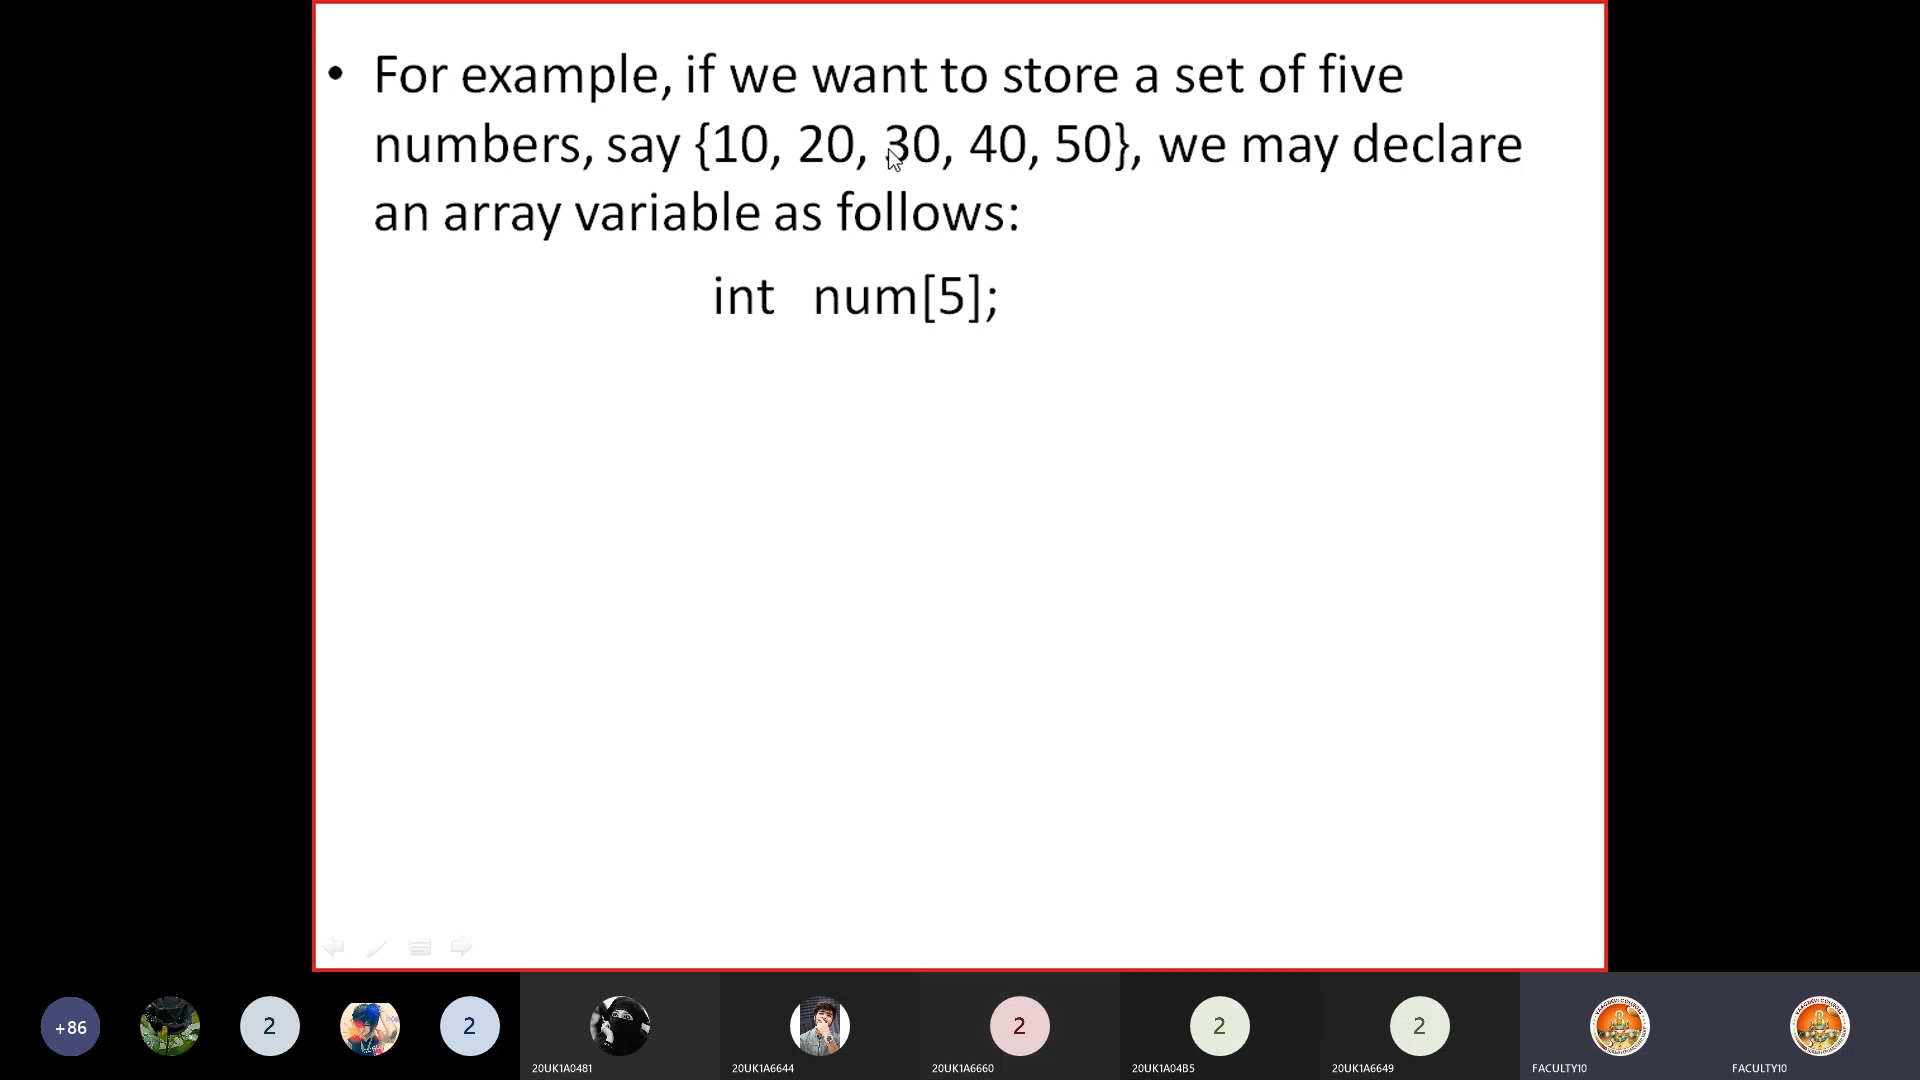 • For example, if we want to store a set of five
numbers, say {10, 20, 30, 40, 50}, we may declare
an array variable as follows:
int num[5];
+86
2
2
2
2
2
20UK1A0481
20UK1A6644
20UK1A6660
20UK1A04B5
20UK1A6649
FACULTY10
FACULTY10